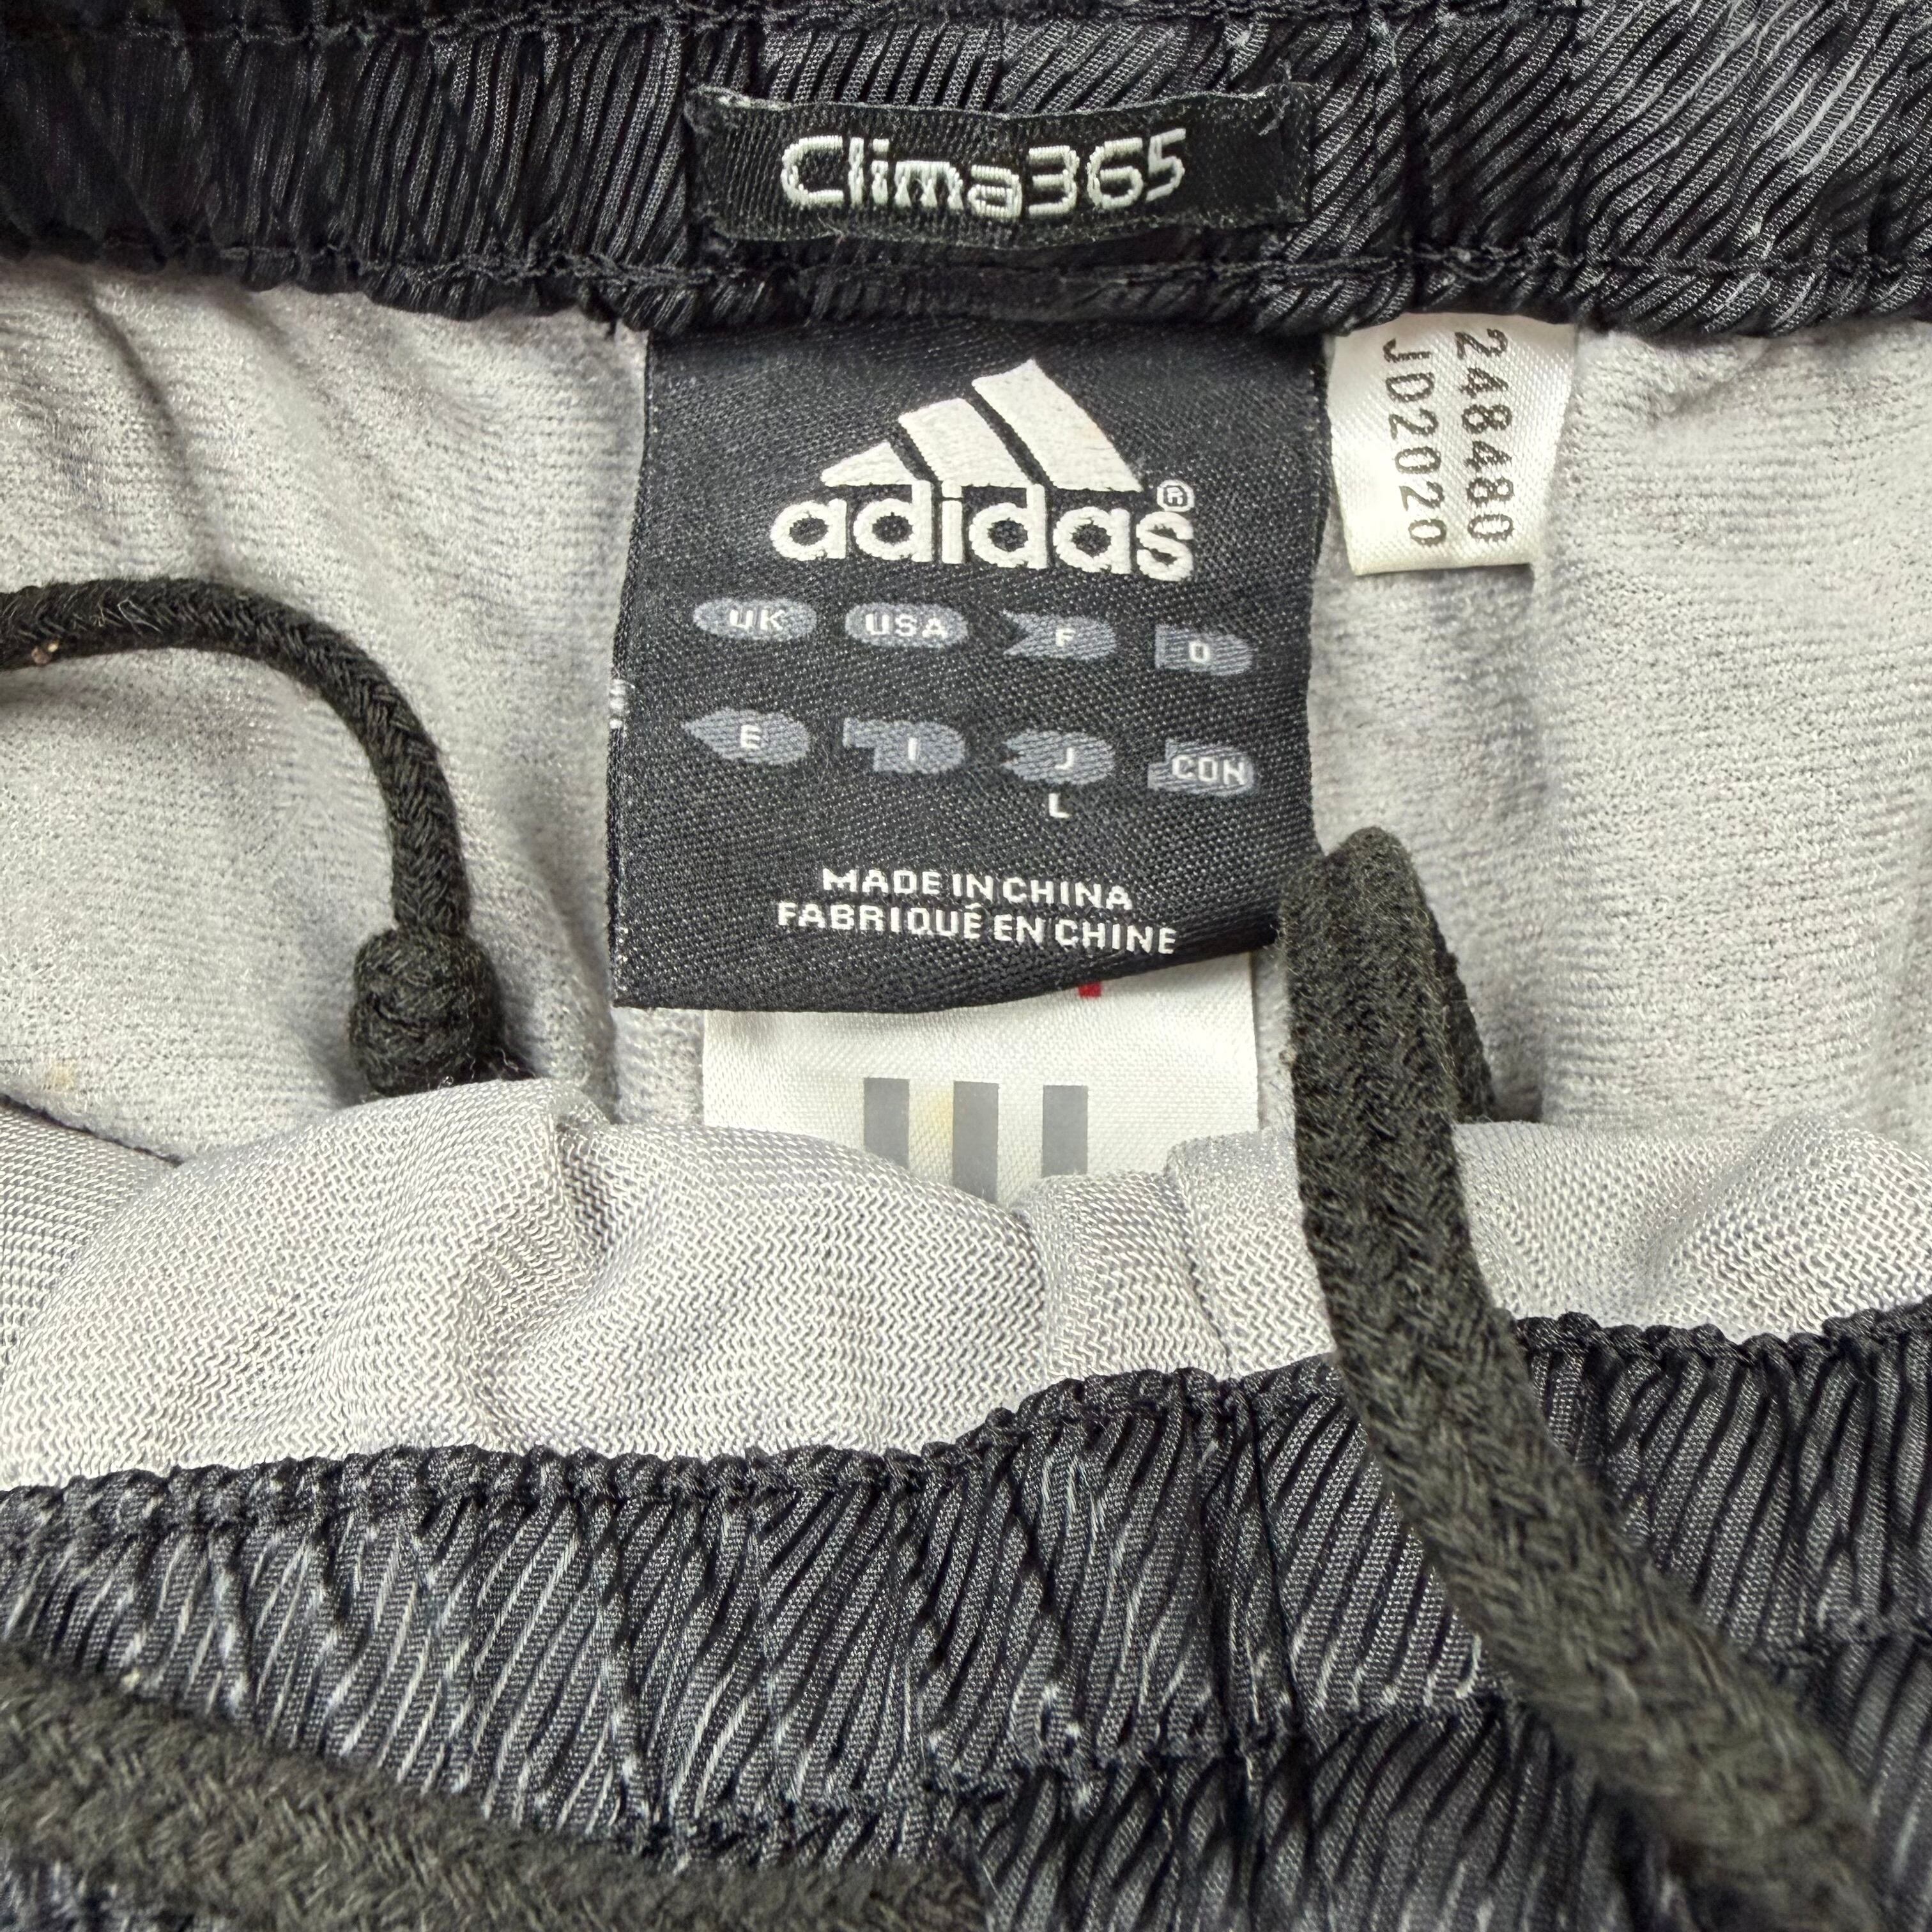 Clima365
adidas®
UK USA F D
E I J CON
L
MADE IN CHINA
FABRIQUÉ EN CHINE
248480
JD2020